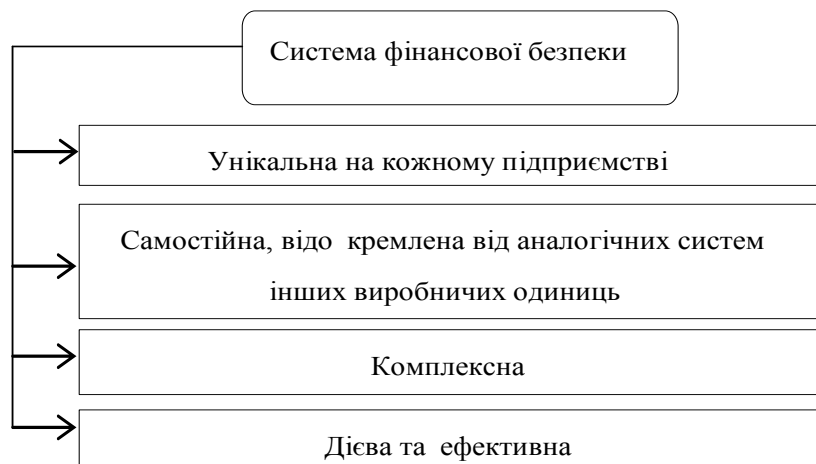 Система фінансової безпеки
Унікальна на кожному підприємстві
Самостійна, відо кремлена від аналогічних систем
інших виробничих одиниць
Комплексна
Дієва та ефективна